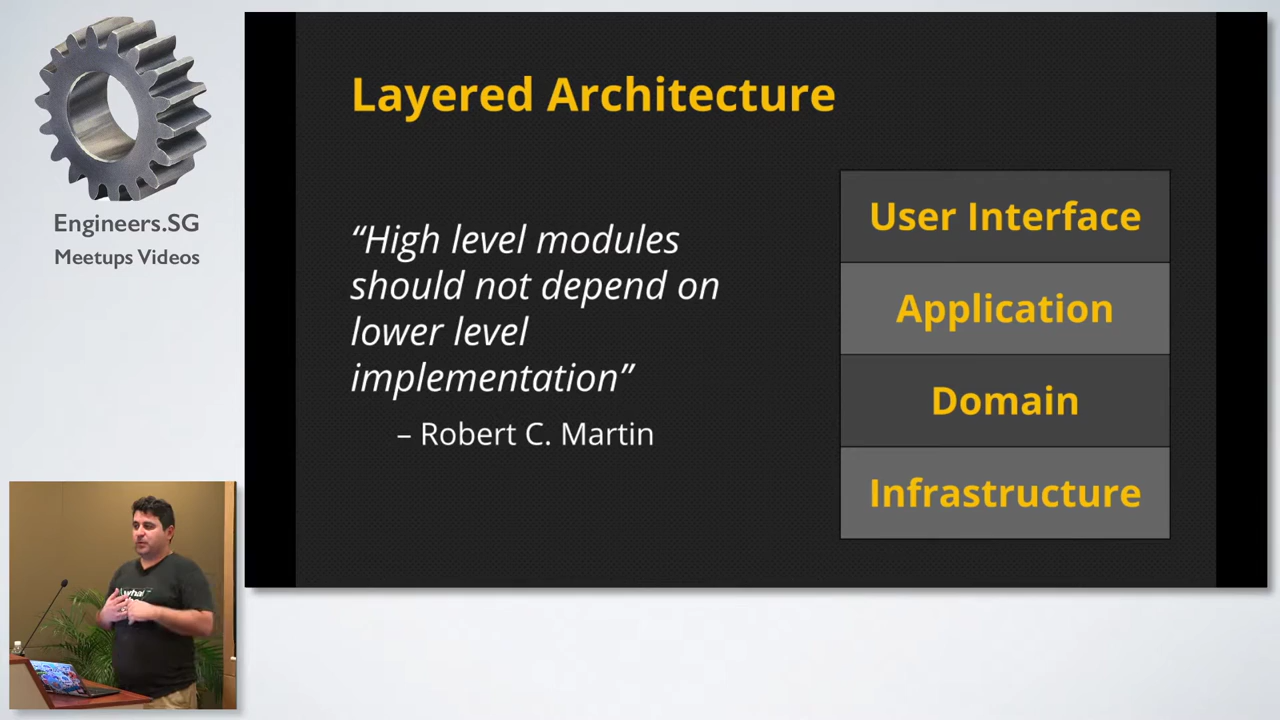 Engineers.SG
Meetups Videos
Layered Architecture
“High level modules
should not depend on
lower level
implementation”
– Robert C. Martin
User Interface
Application
Domain
Infrastructure